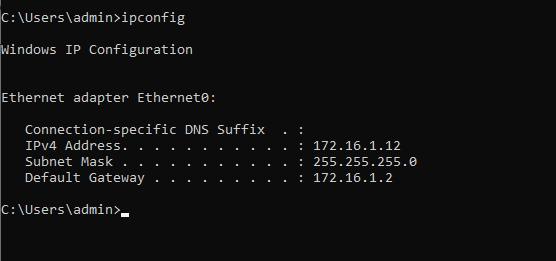 C:\Users\admin>ipconfig
Windows IP Configuration
Ethernet adapter Ethernet0:
Connection-specific DNS Suffix  . :
IPv4 Address. . . . . . . . . . . : 172.16.1.12
Subnet Mask . . . . . . . . . . . : 255.255.255.0
Default Gateway . . . . . . . . . : 172.16.1.2
C:\Users\admin>